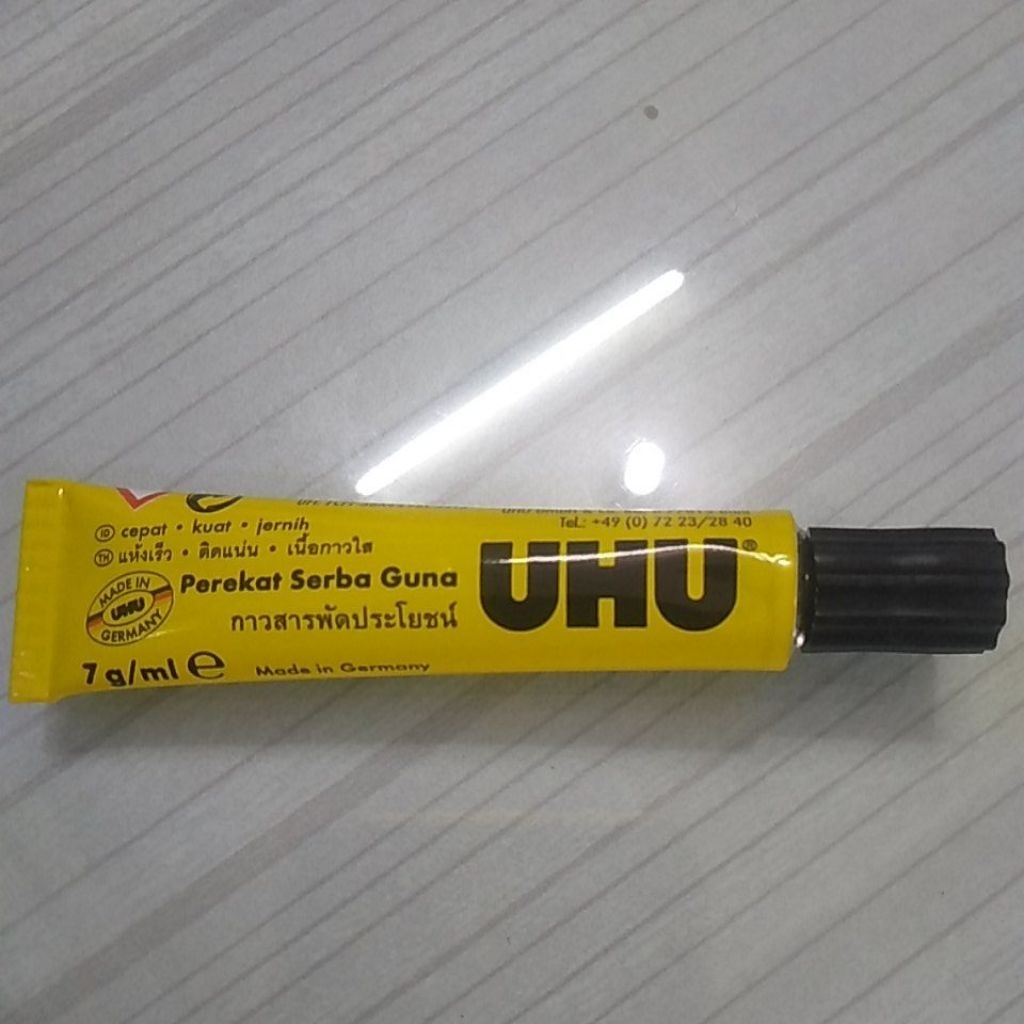 TeL.: +49 (0) 72 23/28 40
ID cepat • kuat • jernih
TH แห้งเร็ว • ติดแน่น • เนื้อกาวใส
UHU®
Perekat Serba Guna
กาวสารพัดประโยชน์
MADE IN
UHU
GERMANY
7 g/ml ℮
Made in Germany